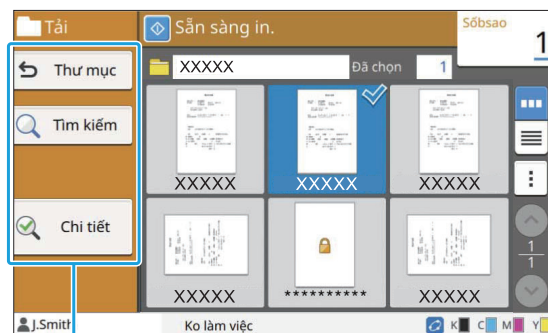 Tải
Sẵn sàng in.
Sốbsao
1
Thư mục
XXXXX
Đã chọn
1
Tìm kiếm
XXXXX
XXXXX
XXXXX
Chi tiết
1
1
XXXXX
**********
XXXXX
J.Smith
Ko làm việc
K
C
M
Y